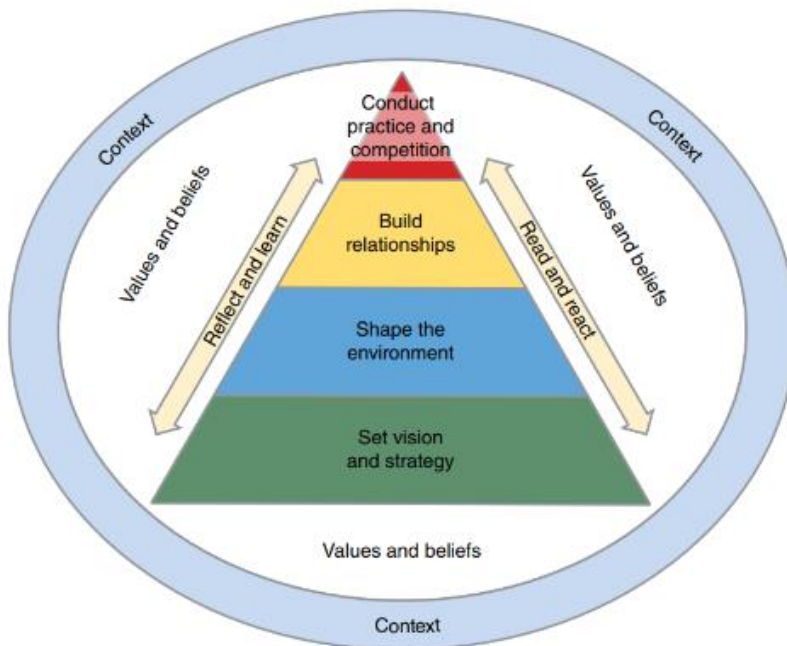 Conduct
practice and
competition
Context
Context
Values and beliefs
Values and beliefs
Reflect and learn
Read and react
Build
relationships
Shape the
environment
Set vision
and strategy
Values and beliefs
Context